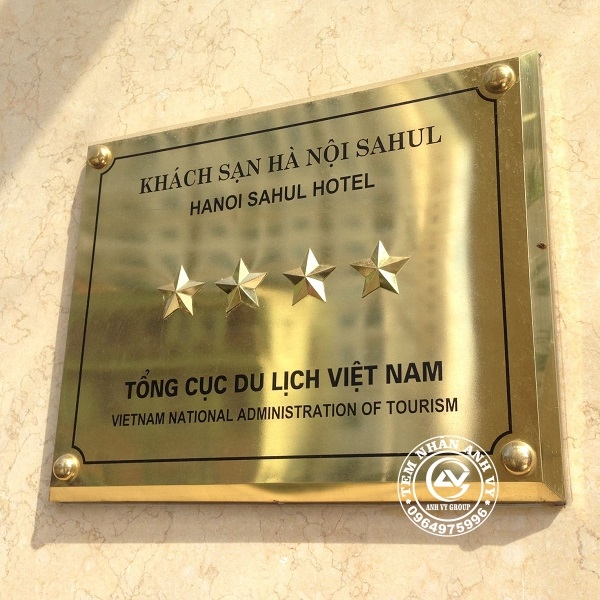 KHÁCH SẠN HÀ NỘI SAHUL
HANOI SAHUL HOTEL
TỔNG CỤC DU LỊCH VIỆT NAM
VIETNAM NATIONAL ADMINISTRATION OF TOURISM
TEM NHÃN ANH VY
ANH VY GROUP
0964975996